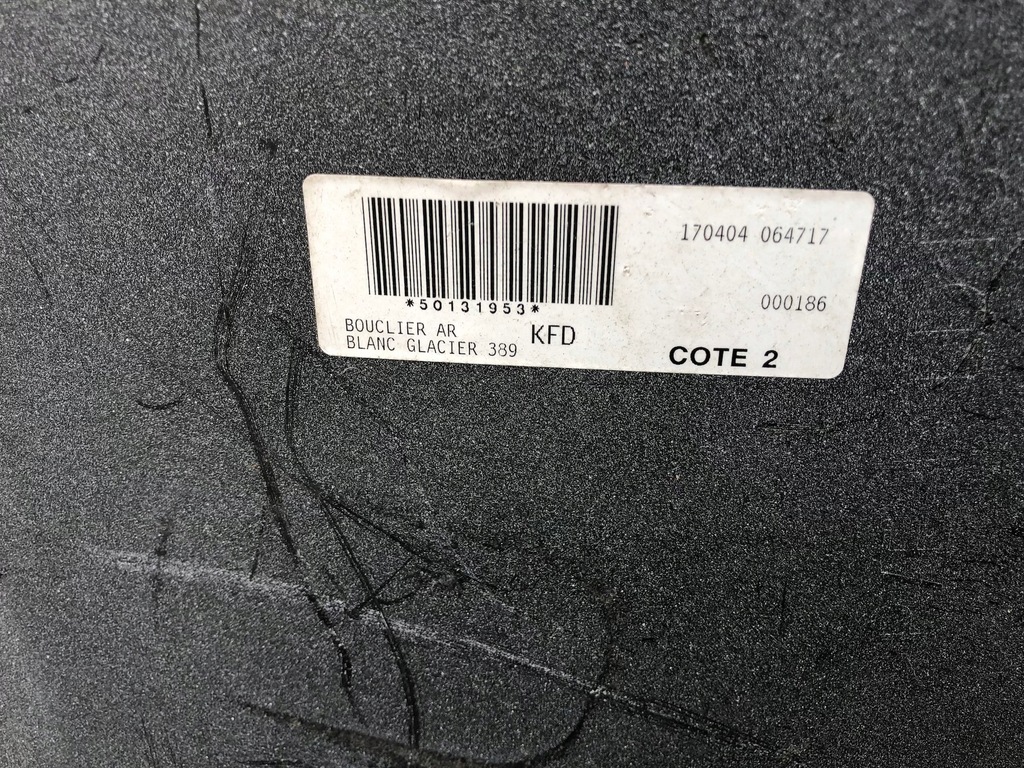 170404 064717
*50131953*
000186
BOUCLIER AR
BLANC GLACIER 389
KFD
COTE 2